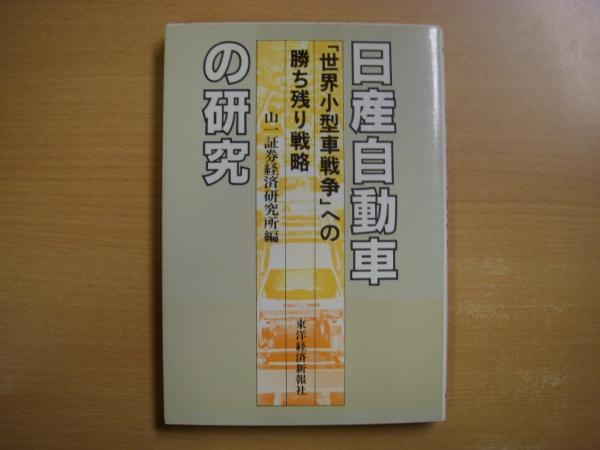 日産自動車
の研究
「世界小型車戦争」への
勝ち残り戦略
山一証券経済研究所編
東洋経済新報社